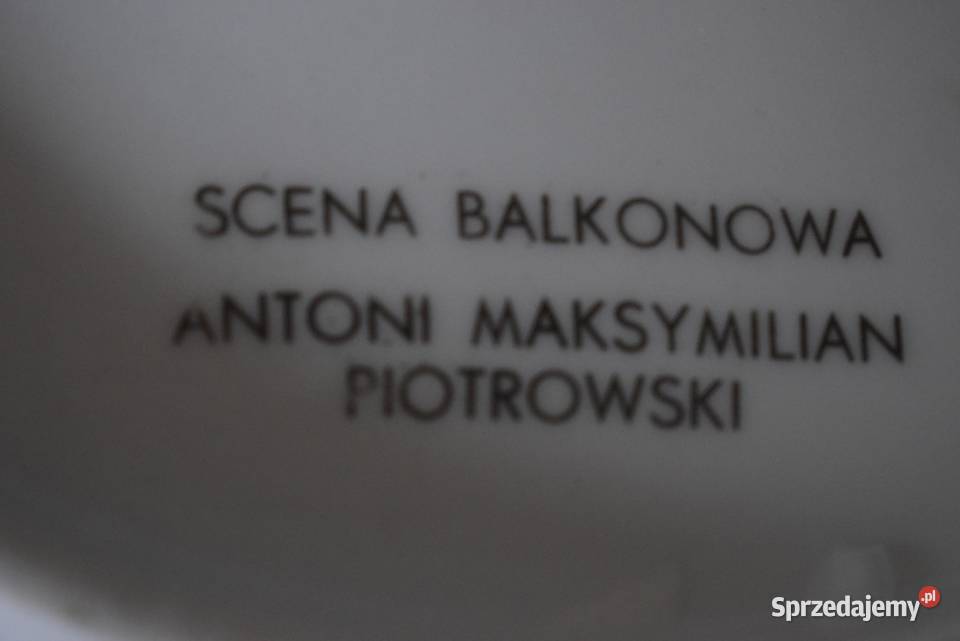 SCENA BALKONOWA
ANTONI MAKSYMILIAN
PIOTROWSKI
Sprzedajemy.pl